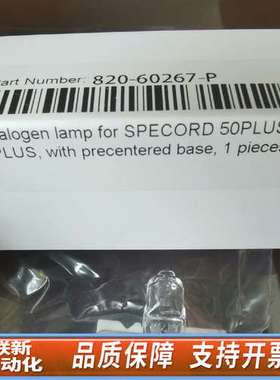 art Number: 820-60267-P
alogen lamp for SPECORD 50PLUS
PLUS, with precentered base, 1 pieces
联新
动化
品质保障 支持开票